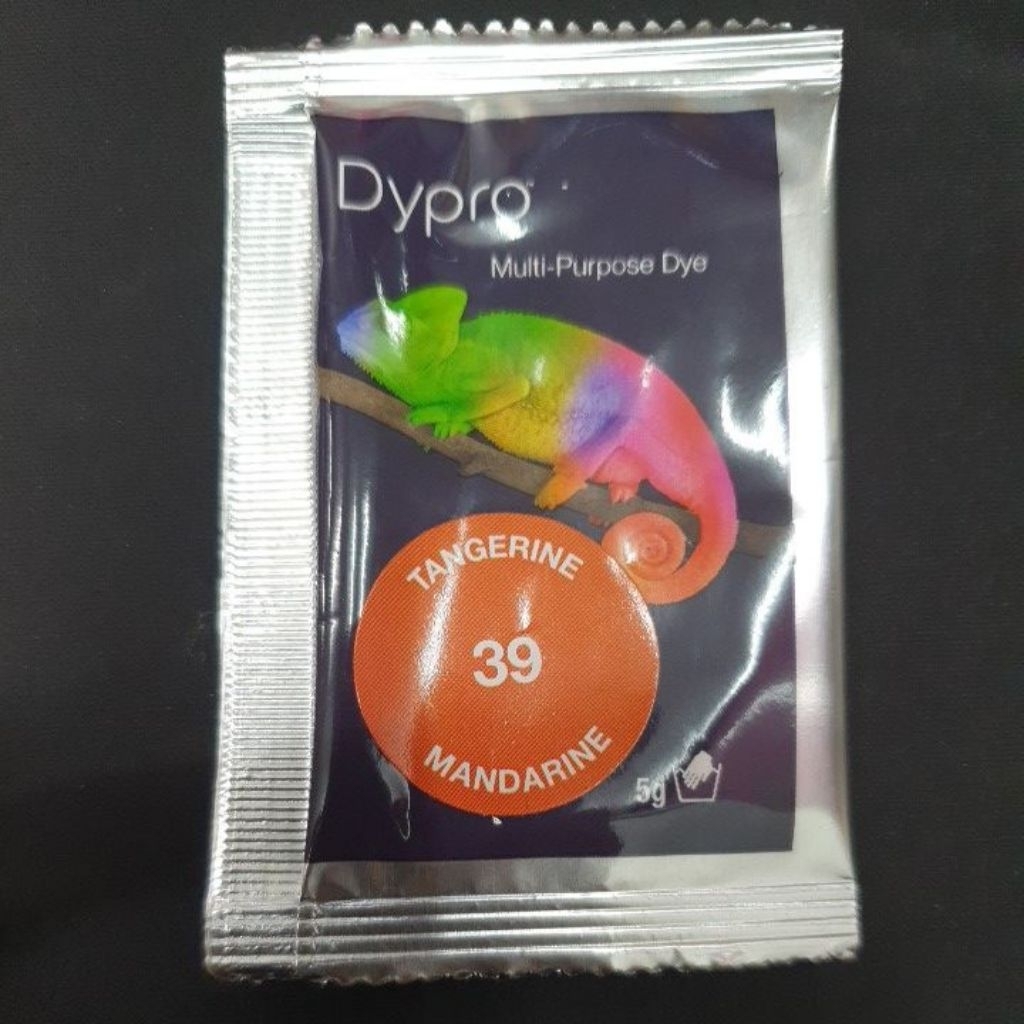 Dypro
Multi-Purpose Dye
TANGERINE
39
MANDARINE
5g